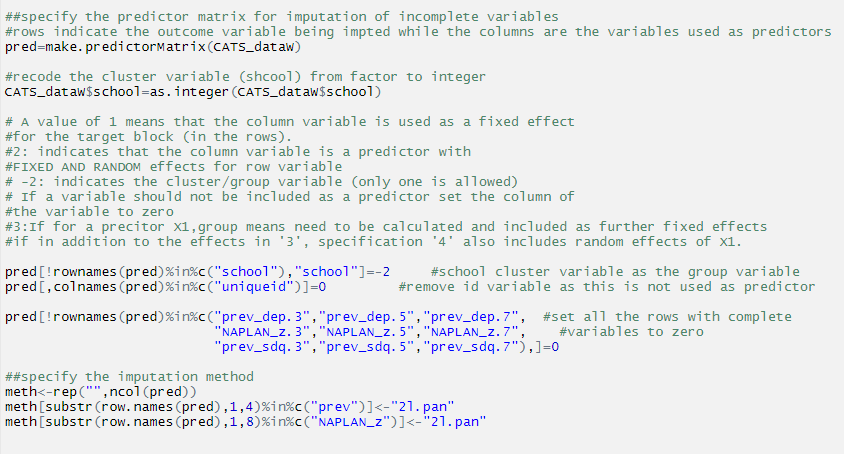 ##specify the predictor matrix for imputation of incomplete variables
#rows indicate the outcome variable being impted while the columns are the variables used as predictors
pred=make.predictorMatrix(CATS_dataW)
#recode the cluster variable (shcool) from factor to integer
CATS_dataW$school=as.integer(CATS_dataW$school)
# A value of 1 means that the column variable is used as a fixed effect
#for the target block (in the rows).
#2: indicates that the column variable is a predictor with
#FIXED AND RANDOM effects for row variable
# -2: indicates the cluster/group variable (only one is allowed)
# If a variable should not be included as a predictor set the column of
#the variable to zero
#3:If for a precitor X1,group means need to be calculated and included as further fixed effects
#if in addition to the effects in '3', specification '4' also includes random effects of X1.
pred[!rownames(pred)%in%c("school"),"school"]=-2 #school cluster variable as the group variable
pred[,colnames(pred)%in%c("uniqueid")]=0 #remove id variable as this is not used as predictor
pred[!rownames(pred)%in%c("prev_dep.3","prev_dep.5","prev_dep.7", #set all the rows with complete
"NAPLAN_z.3","NAPLAN_z.5","NAPLAN_z.7", #variables to zero
"prev_sdq.3","prev_sdq.5","prev_sdq.7"),]=0
##specify the imputation method
meth<-rep("",ncol(pred))
meth[substr(row.names(pred),1,4)%in%c("prev")]<-"2l.pan"
meth[substr(row.names(pred),1,8)%in%c("NAPLAN_z")]<-"2l.pan"